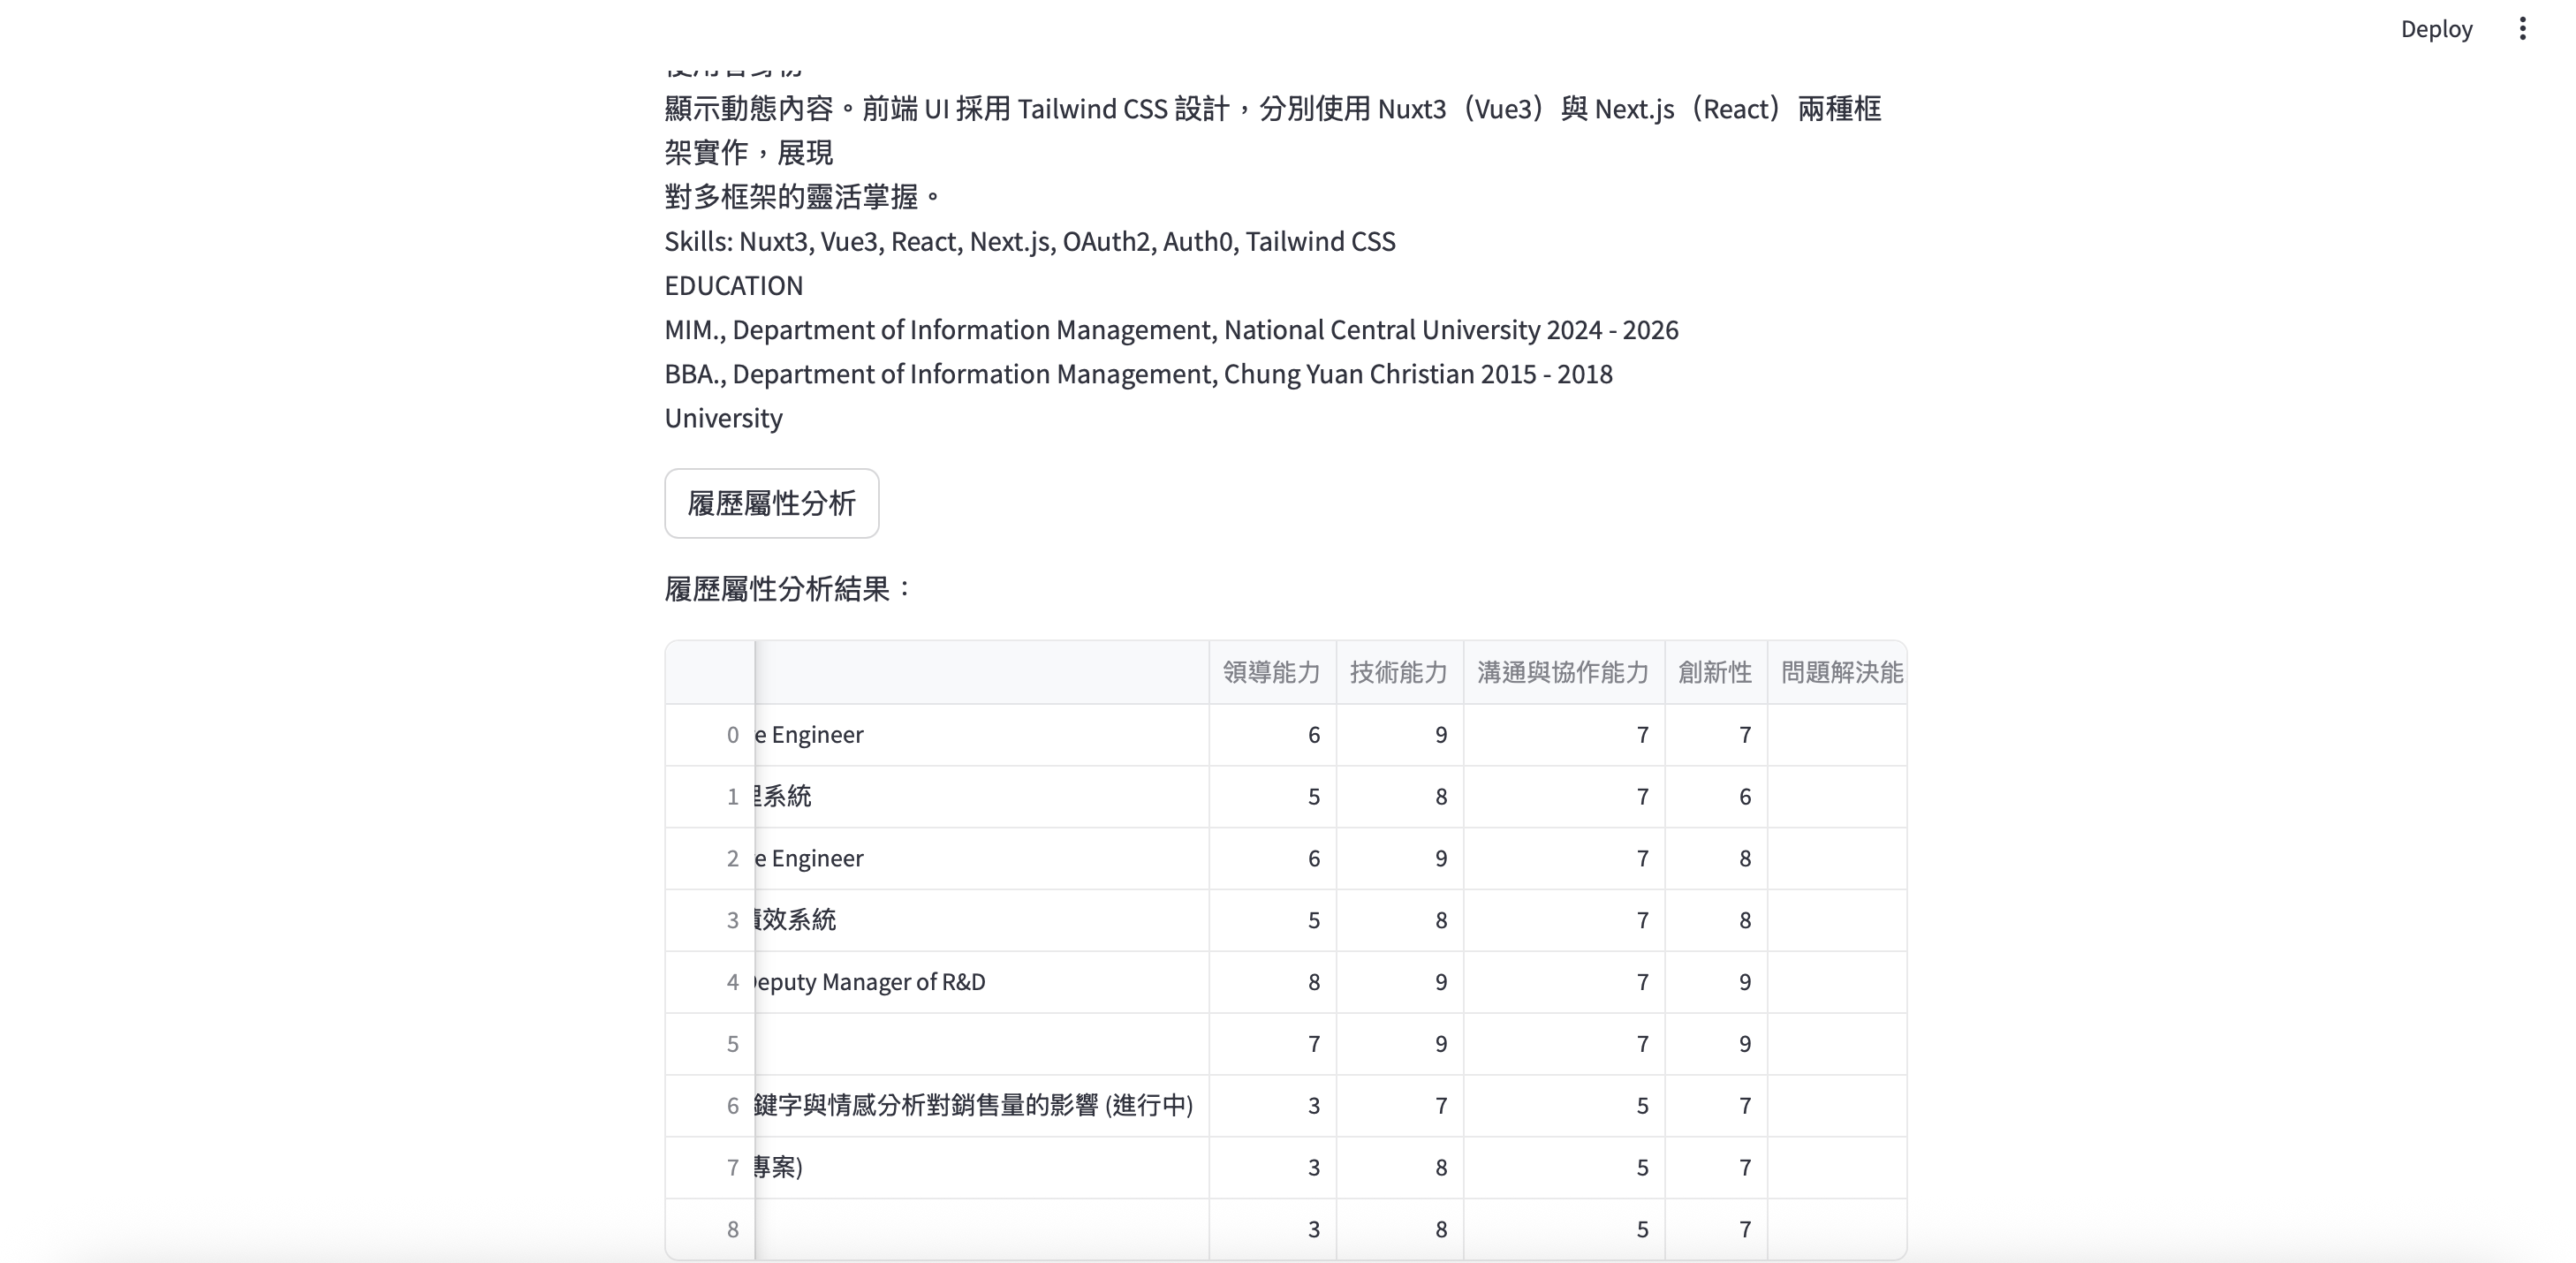 Deploy
使用者身份
顯示動態內容。前端 UI 採用 Tailwind CSS 設計，分別使用 Nuxt3（Vue3）與 Next.js（React）兩種框
架實作，展現
對多框架的靈活掌握。
Skills: Nuxt3, Vue3, React, Next.js, OAuth2, Auth0, Tailwind CSS
EDUCATION
MIM., Department of Information Management, National Central University 2024 - 2026
BBA., Department of Information Management, Chung Yuan Christian 2015 - 2018
University
履歷屬性分析
履歷屬性分析結果：
領導能力 技術能力 溝通與協作能力 創新性 問題解決能
0 e Engineer 6 9 7 7
1 理系統 5 8 7 6
2 e Engineer 6 9 7 8
3 績效系統 5 8 7 8
4 Deputy Manager of R&D 8 9 7 9
5 7 9 7 9
6 鍵字與情感分析對銷售量的影響 (進行中) 3 7 5 7
7 專案) 3 8 5 7
8 3 8 5 7